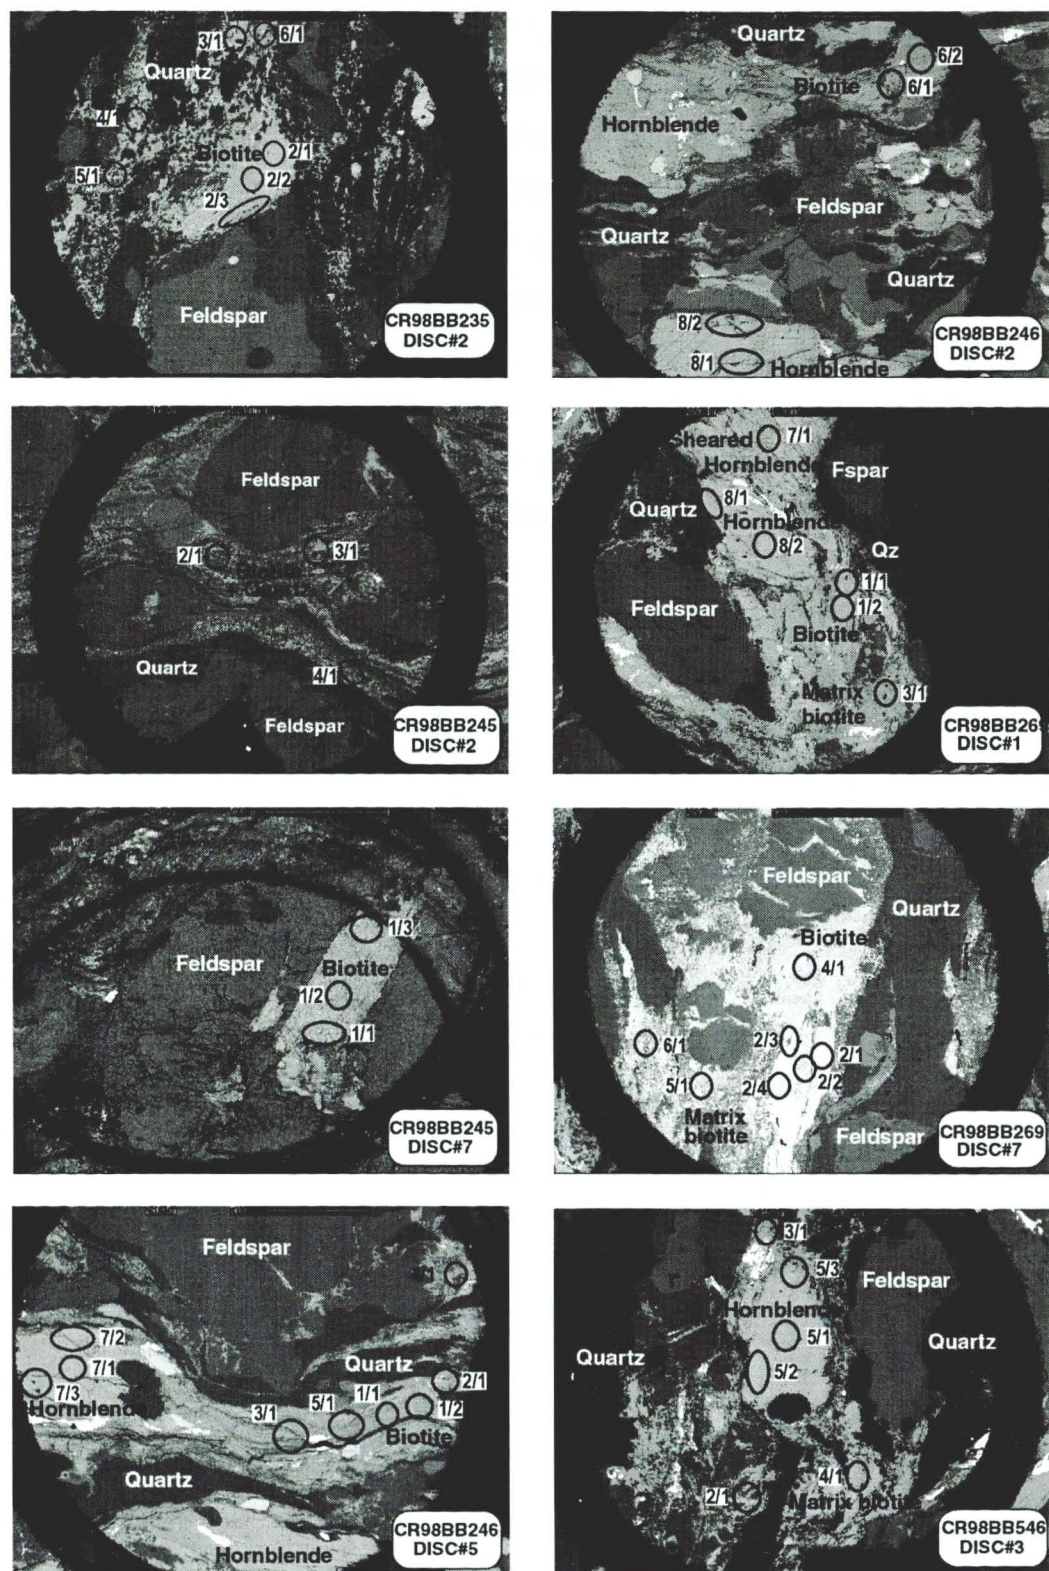 3/1
6/1
Quartz
4/1
Biotite
2/1
5/1
2/2
2/3
Feldspar
CR98BB235
DISC#2
Quartz
6/2
Biotite
6/1
Hornblende
Feldspar
Quartz
Quartz
8/2
8/1
Hornblende
CR98BB246
DISC#2
Feldspar
2/1
3/1
Quartz
4/1
Feldspar
CR98BB245
DISC#2
Sheared
7/1
Hornblende
Fspar
Quartz
8/1
Hornblende
8/2
Qz
1/1
Feldspar
1/2
Biotite
Matrix
biotite
3/1
CR98BB269
DISC#1
1/3
Feldspar
Biotite
1/2
1/1
CR98BB245
DISC#7
Feldspar
Quartz
Biotite
4/1
6/1
2/3
2/1
2/2
5/1
2/4
Matrix
biotite
Feldspar
CR98BB269
DISC#7
Feldspar
7/2
7/1
Quartz
7/3
1/1
2/1
Hornblende
3/1
5/1
1/2
Biotite
Quartz
Hornblende
CR98BB246
DISC#5
3/1
5/3
Feldspar
Hornblende
5/1
Quartz
Quartz
5/2
4/1
2/1
Matrix biotite
CR98BB546
DISC#3